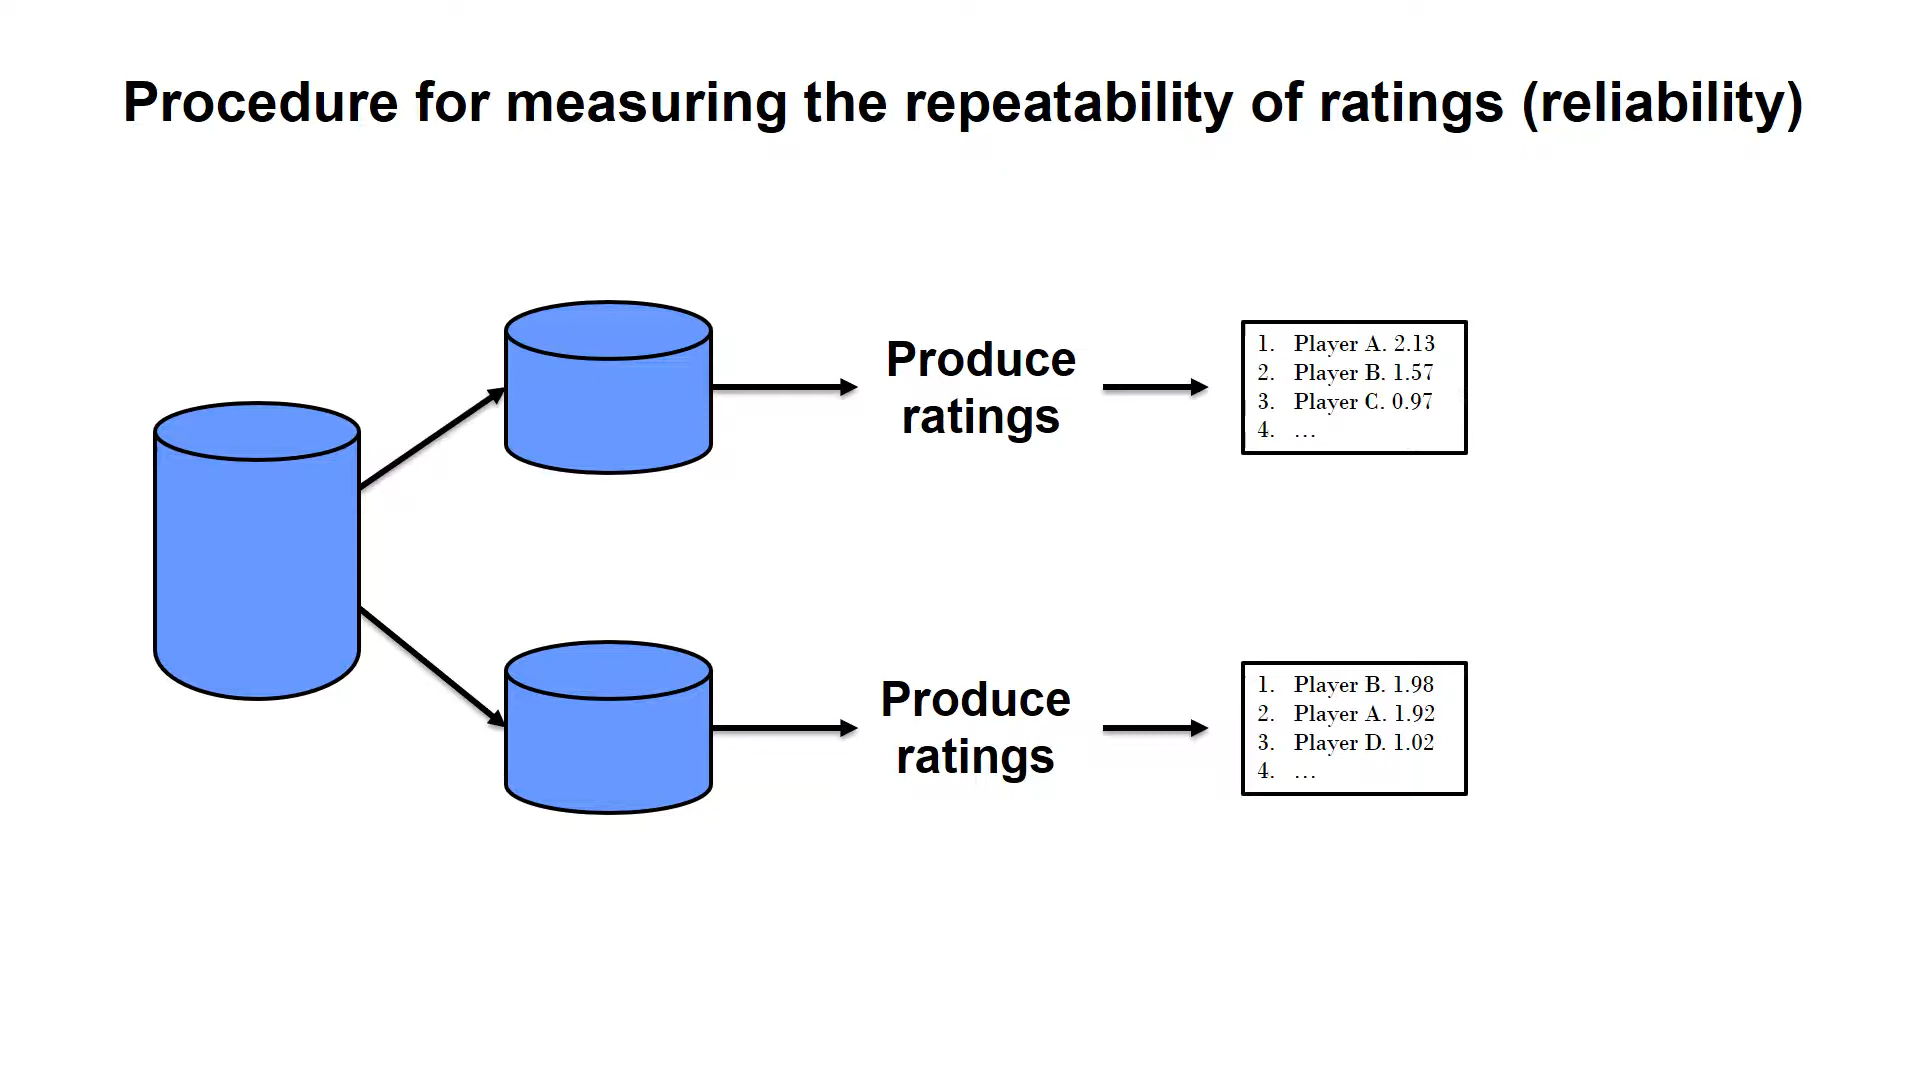 Procedure for measuring the repeatability of ratings (reliability)
Produce
ratings
1. Player A. 2.13
2. Player B. 1.57
3. Player C. 0.97
4. …
Produce
ratings
1. Player B. 1.98
2. Player A. 1.92
3. Player D. 1.02
4. …